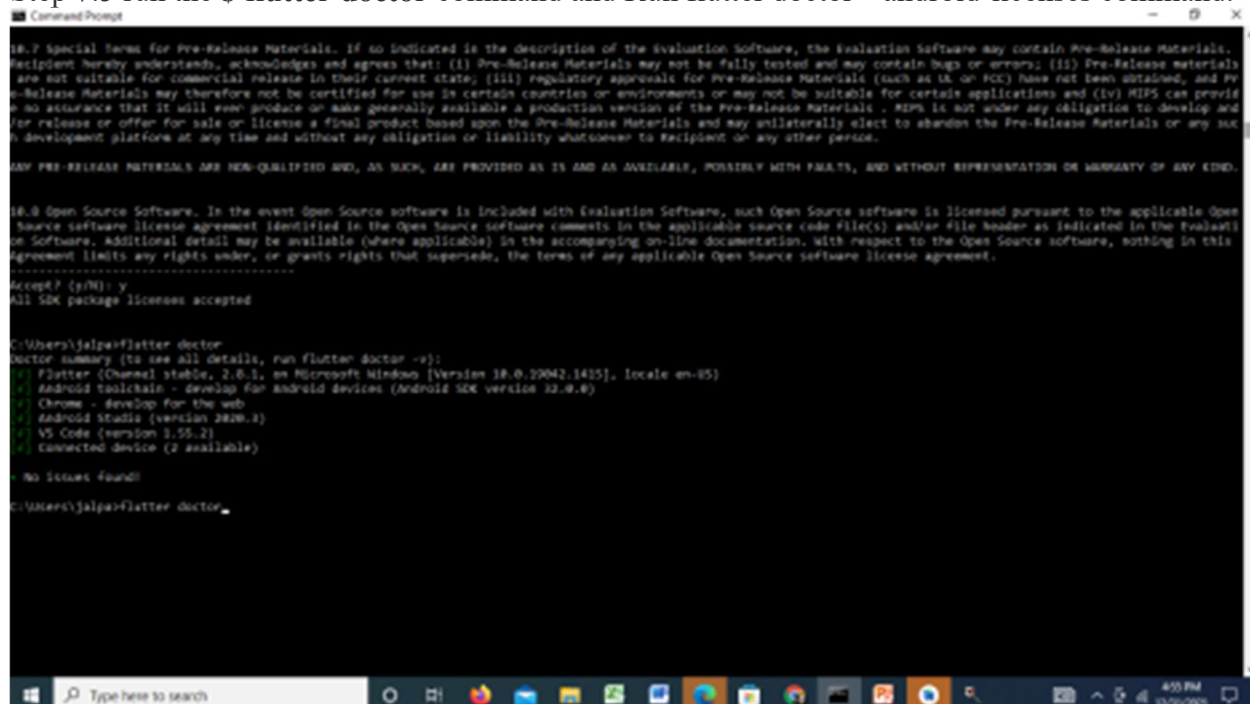 Command Prompt
10.7 Special Terms for Pre-Release Materials. If so indicated in the description of the Evaluation Software, the Evaluation Software may contain Pre-Release Materials.
Recipient hereby understands, acknowledges and agrees that: (i) Pre-Release Materials may not be fully tested and may contain bugs or errors; (ii) Pre-Release materials
are not suitable for commercial release in their current state; (iii) regulatory approvals for Pre-Release Materials (such as UL or FCC) have not been obtained, and Pr
e-Release Materials may therefore not be certified for use in certain countries or environments or may not be suitable for certain applications and (iv) MIPS can provid
e no assurance that it will ever produce or make generally available a production version of the Pre-Release Materials . MIPS is not under any obligation to develop and
/or release or offer for sale or license a final product based upon the Pre-Release Materials and may unilaterally elect to abandon the Pre-Release Materials or any suc
h development platform at any time and without any obligation or liability whatsoever to Recipient or any other person.
ANY PRE-RELEASE MATERIALS ARE NON-QUALIFIED AND, AS SUCH, ARE PROVIDED AS IS AND AS AVAILABLE, POSSIBLY WITH FAULTS, AND WITHOUT REPRESENTATION OR WARRANTY OF ANY KIND.
10.8 Open Source Software. In the event Open Source software is included with Evaluation Software, such Open Source software is licensed pursuant to the applicable Open
Source software license agreement identified in the Open Source software comments in the applicable source code file(s) and/or file header as indicated in the Evaluati
on Software. Additional detail may be available (where applicable) in the accompanying on-line documentation. With respect to the Open Source software, nothing in this
Agreement limits any rights under, or grants rights that supersede, the terms of any applicable Open Source software license agreement.
---------------------------------------
Accept? (y/N): y
All SDK package licenses accepted
C:\Users\jalpa>flutter doctor
Doctor summary (to see all details, run flutter doctor -v):
[√] Flutter (Channel stable, 2.8.1, on Microsoft Windows [Version 10.0.19042.1415], locale en-US)
[√] Android toolchain - develop for Android devices (Android SDK version 32.0.0)
[√] Chrome - develop for the web
[√] Android Studio (version 2020.3)
[√] VS Code (version 1.55.2)
[√] Connected device (2 available)
• No issues found!
C:\Users\jalpa>flutter doctor_
Type here to search
4:55 PM